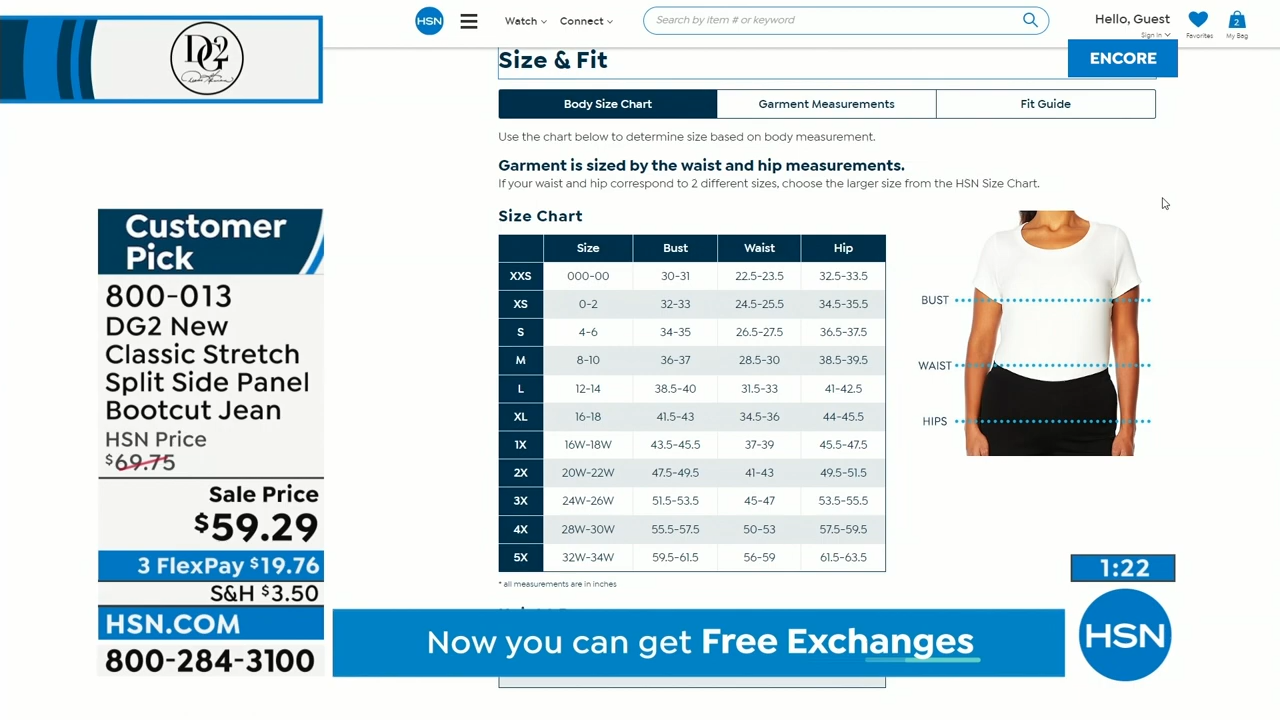 DG2
HSN
Watch
Connect
Search by item # or keyword
Hello, Guest
Sign In
Favorites
2
My Bag
ENCORE
Size & Fit
Body Size Chart
Garment Measurements
Fit Guide
Use the chart below to determine size based on body measurement.
Garment is sized by the waist and hip measurements.
If your waist and hip correspond to 2 different sizes, choose the larger size from the HSN Size Chart.
Size Chart
Size Bust Waist Hip
XXS 000-00 30-31 22.5-23.5 32.5-33.5
XS 0-2 32-33 24.5-25.5 34.5-35.5
S 4-6 34-35 26.5-27.5 36.5-37.5
M 8-10 36-37 28.5-30 38.5-39.5
L 12-14 38.5-40 31.5-33 41-42.5
XL 16-18 41.5-43 34.5-36 44-45.5
1X 16W-18W 43.5-45.5 37-39 45.5-47.5
2X 20W-22W 47.5-49.5 41-43 49.5-51.5
3X 24W-26W 51.5-53.5 45-47 53.5-55.5
4X 28W-30W 55.5-57.5 50-53 57.5-59.5
5X 32W-34W 59.5-61.5 56-59 61.5-63.5
* all measurements are in inches
BUST
WAIST
HIPS
Customer
Pick
800-013
DG2 New
Classic Stretch
Split Side Panel
Bootcut Jean
HSN Price
$69.75
Sale Price
$59.29
3 FlexPay $19.76
S&H $3.50
HSN.COM
800-284-3100
Now you can get Free Exchanges
1:22
HSN